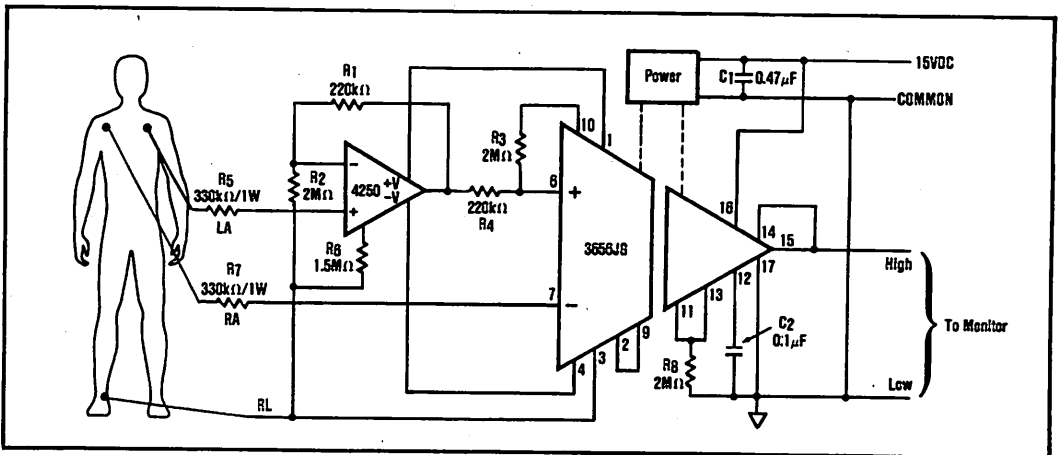 R1
220kΩ
R2
2MΩ
R5
330kΩ/1W
LA
−
+
4250
+V
−V
R6
1.5MΩ
R7
330kΩ/1W
RA
RL
220kΩ
R4
R3
2MΩ
10
1
6
+
3656JG
7
−
9
2
3
4
Power
C1
0.47μF
15VDC
COMMON
16
14
15
17
12
13
11
R8
2MΩ
C2
0.1μF
High
To Monitor
Low